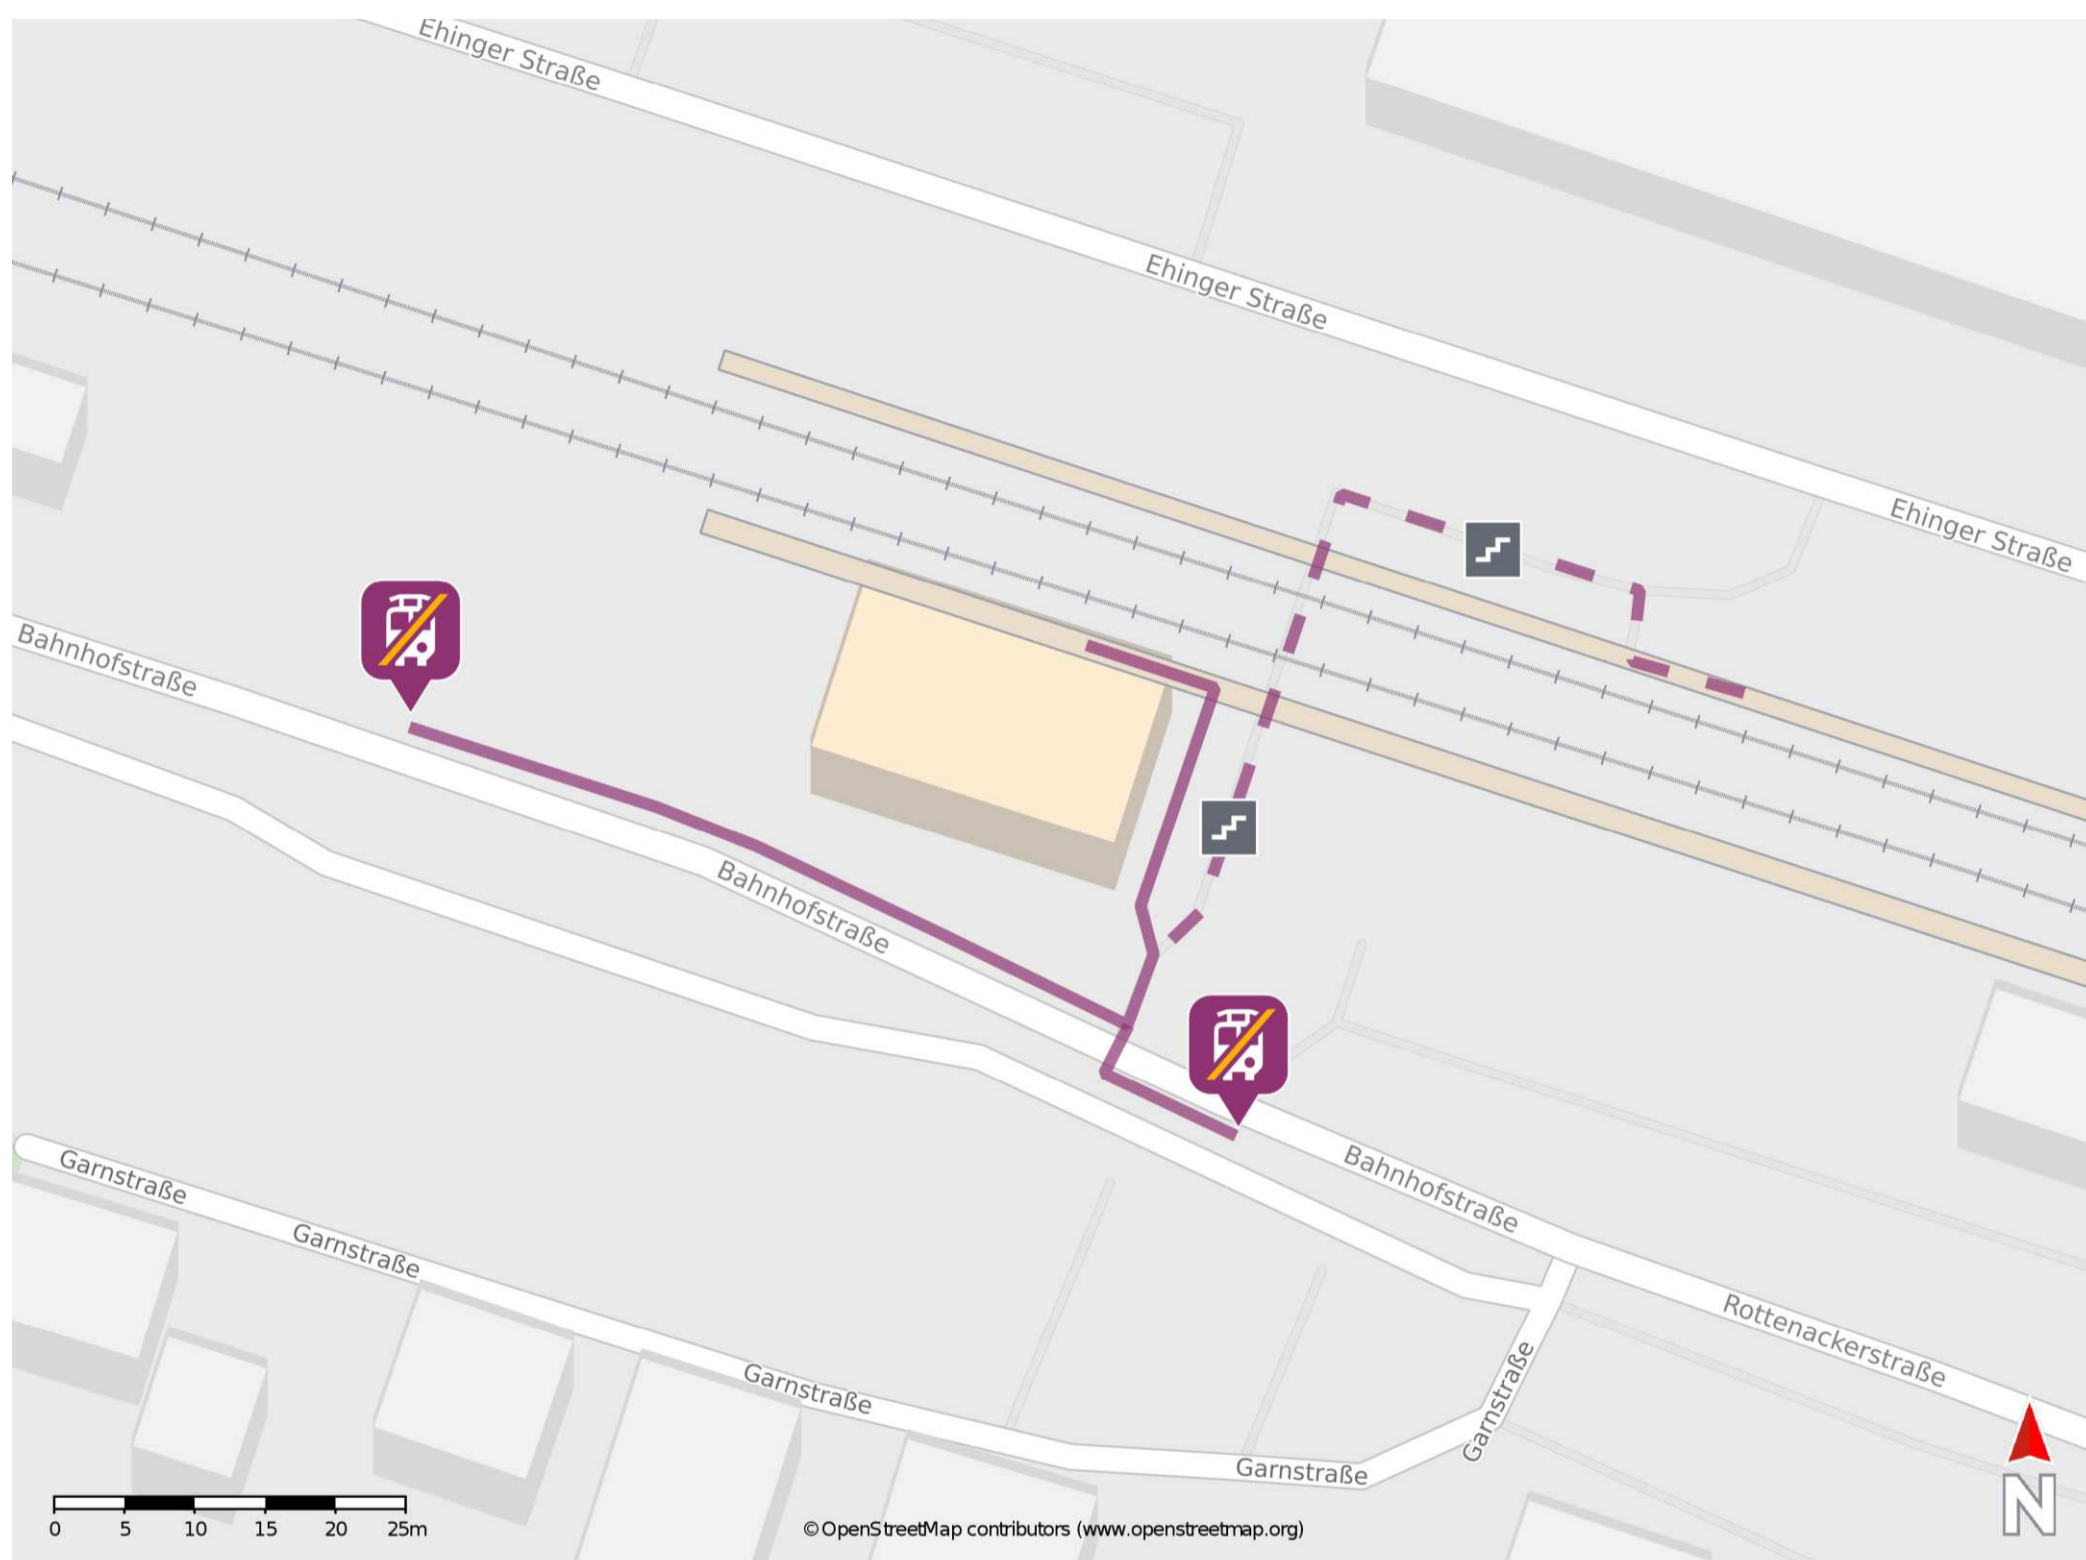 Ehinger Straße
Ehinger Straße
Ehinger Straße
Bahnhofstraße
Bahnhofstraße
Bahnhofstraße
Garnstraße
Garnstraße
Rottenackerstraße
Garnstraße
Garnstraße
Garnstraße
N
0 5 10 15 20 25m
© OpenStreetMap contributors (www.openstreetmap.org)